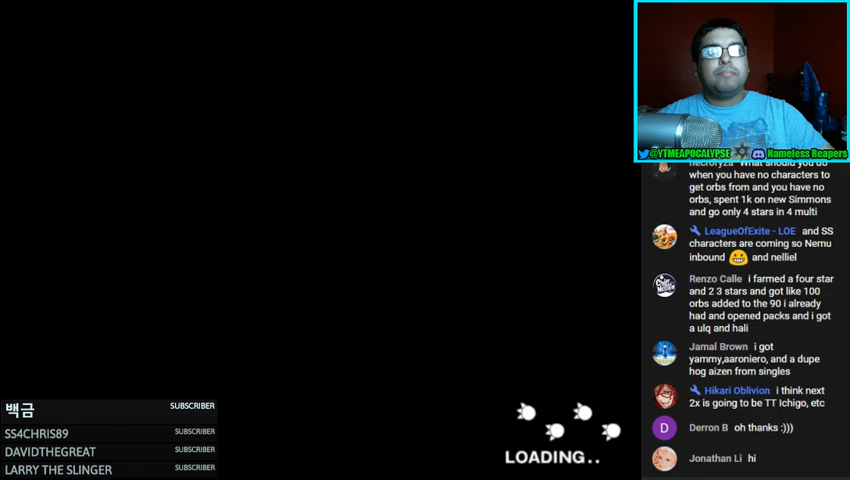 @YTMEAPOCALYPSE Nameless Reapers
necroryza What should you do
when you have no characters to
get orbs from and you have no
orbs, spent 1k on new Simmons
and go only 4 stars in 4 multi
LeagueOfExite - LOE and SS
characters are coming so Nemu
inbound 😁 and nelliel
Renzo Calle i farmed a four star
and 2 3 stars and got like 100
orbs added to the 90 i already
had and opened packs and i got
a ulq and hali
Jamal Brown i got
yammy,aaroniero, and a dupe
hog aizen from singles
Hikari Oblivion i think next
2x is going to be TT Ichigo, etc
D
Derron B oh thanks :)))
Jonathan Li hi
백금 SUBSCRIBER
SS4CHRIS89 SUBSCRIBER
DAVIDTHEGREAT SUBSCRIBER
LARRY THE SLINGER SUBSCRIBER
LOADING..